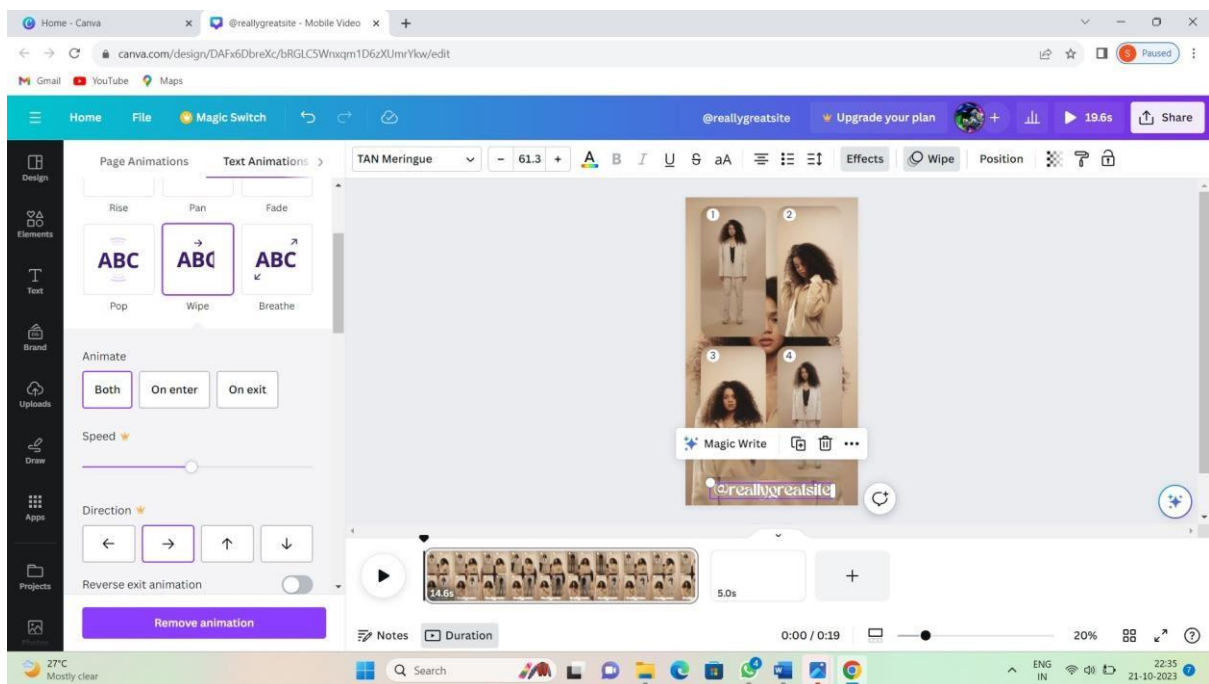 Home - Canva
@reallygreatsite - Mobile Video
canva.com/design/DAFx6DbreXc/bRGLC5Wnxqm1D6zXUmrYkw/edit
S Paused
Gmail YouTube Maps
Home File Magic Switch @reallygreatsite Upgrade your plan + 19.6s Share
Design
Elements
Text
Brand
Uploads
Draw
Apps
Projects
Photos
Page Animations Text Animations
Rise Pan Fade
ABC ABC ABC
Pop Wipe Breathe
Animate
Both On enter On exit
Speed
Direction
Reverse exit animation
Remove animation
TAN Meringue - 61.3 + A B I U S aA Effects Wipe Position
1 2
3 4
Magic Write
@reallygreatsite
14.6s 5.0s +
Notes Duration 0:00 / 0:19 20%
27°C
Mostly clear
Search
ENG
IN
22:35
21-10-2023